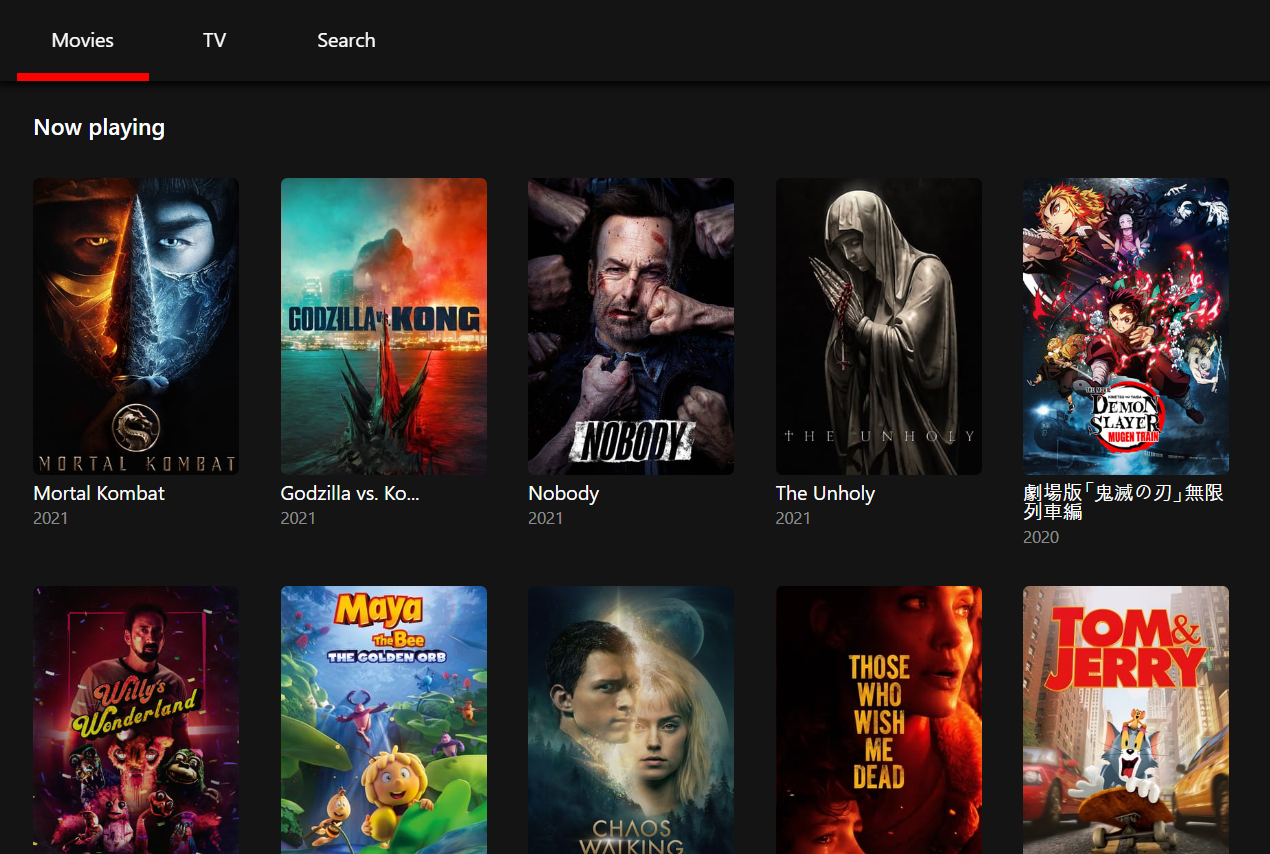 Movies
TV
Search
Now playing
MORTAL KOMBAT
GODZILLA vs. KONG
NOBODY
THE UNHOLY
KIMETSU NO YAIBA
DEMON
SLAYER
MUGEN TRAIN
Mortal Kombat
2021
Godzilla vs. Ko...
2021
Nobody
2021
The Unholy
2021
劇場版「鬼滅の刃」無限
列車編
2020
Willy's
Wonderland
Maya
The Bee
THE GOLDEN ORB
CHAOS
WALKING
THOSE
WHO
WISH
ME
DEAD
TOM &
JERRY